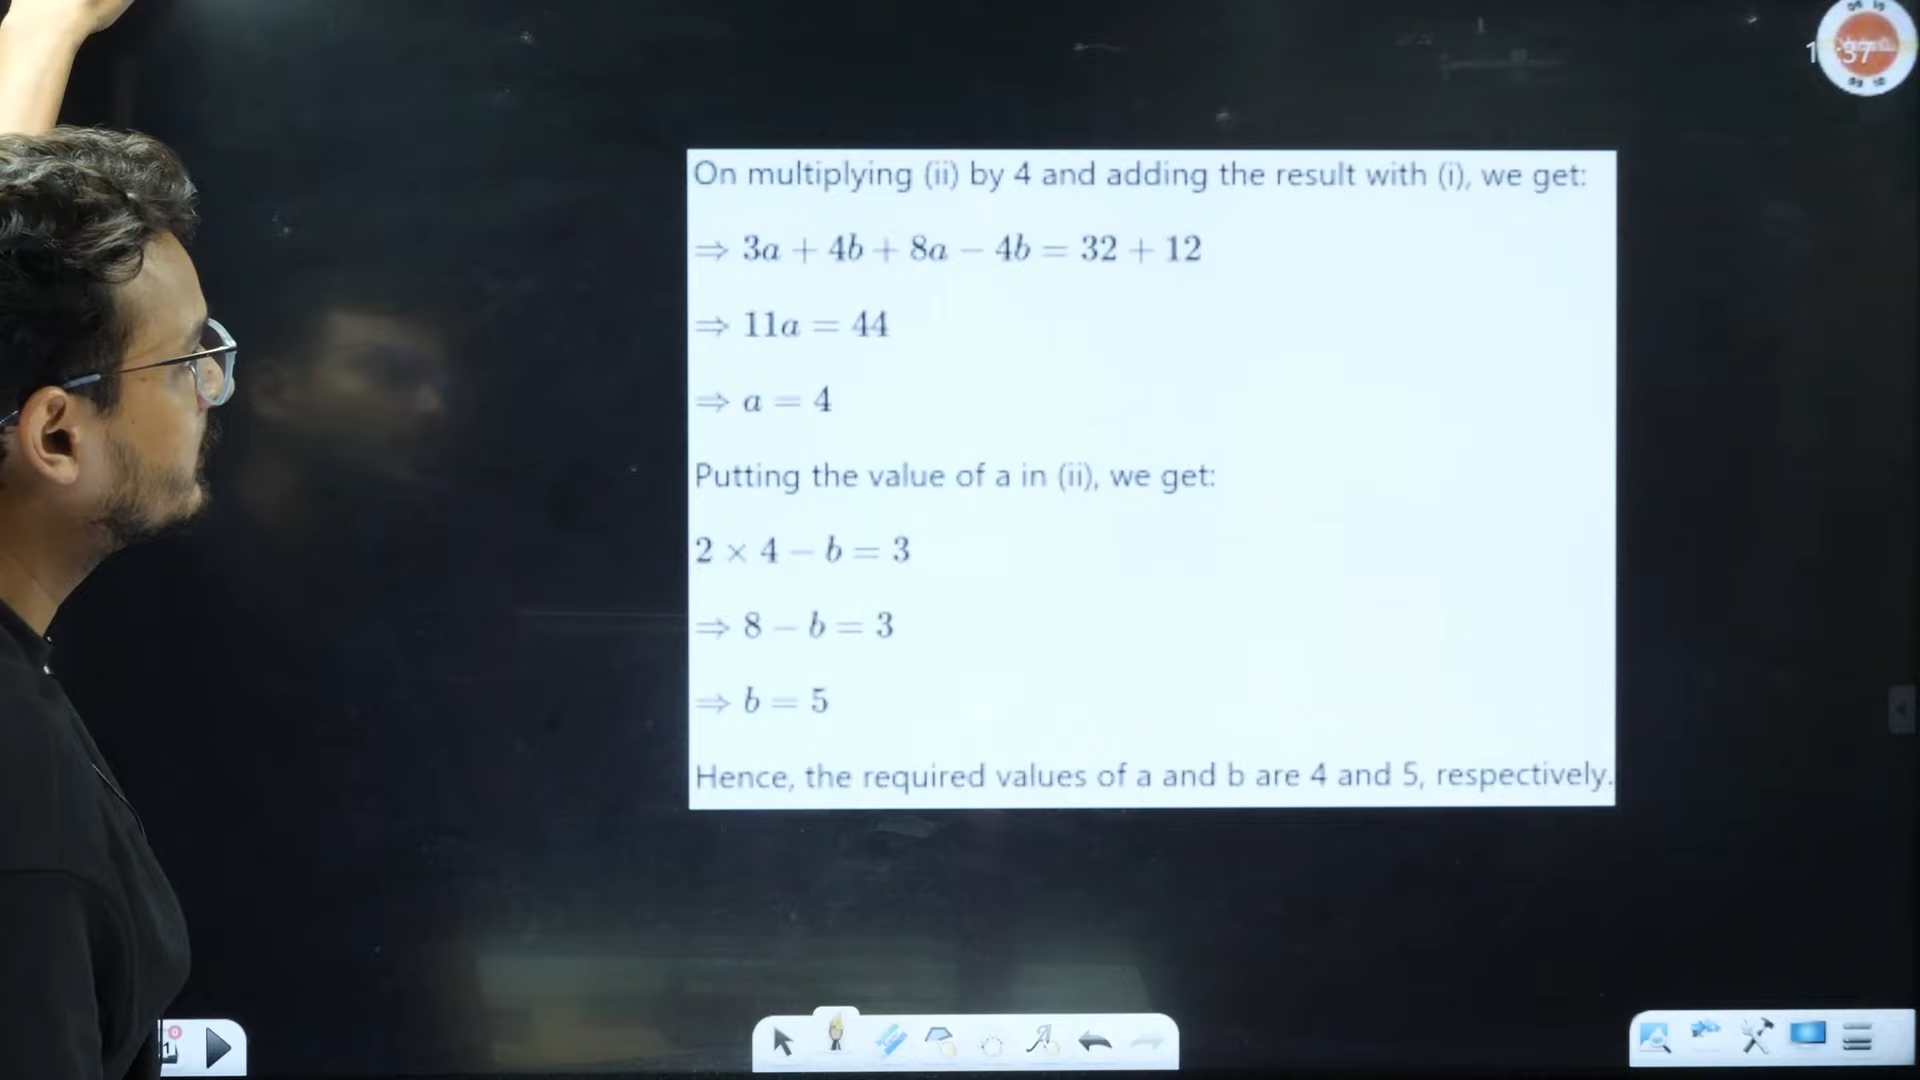 On multiplying (ii) by 4 and adding the result with (i), we get:
⇒ 3a + 4b + 8a − 4b = 32 + 12
⇒ 11a = 44
⇒ a = 4
Putting the value of a in (ii), we get:
2 × 4 − b = 3
⇒ 8 − b = 3
⇒ b = 5
Hence, the required values of a and b are 4 and 5, respectively.